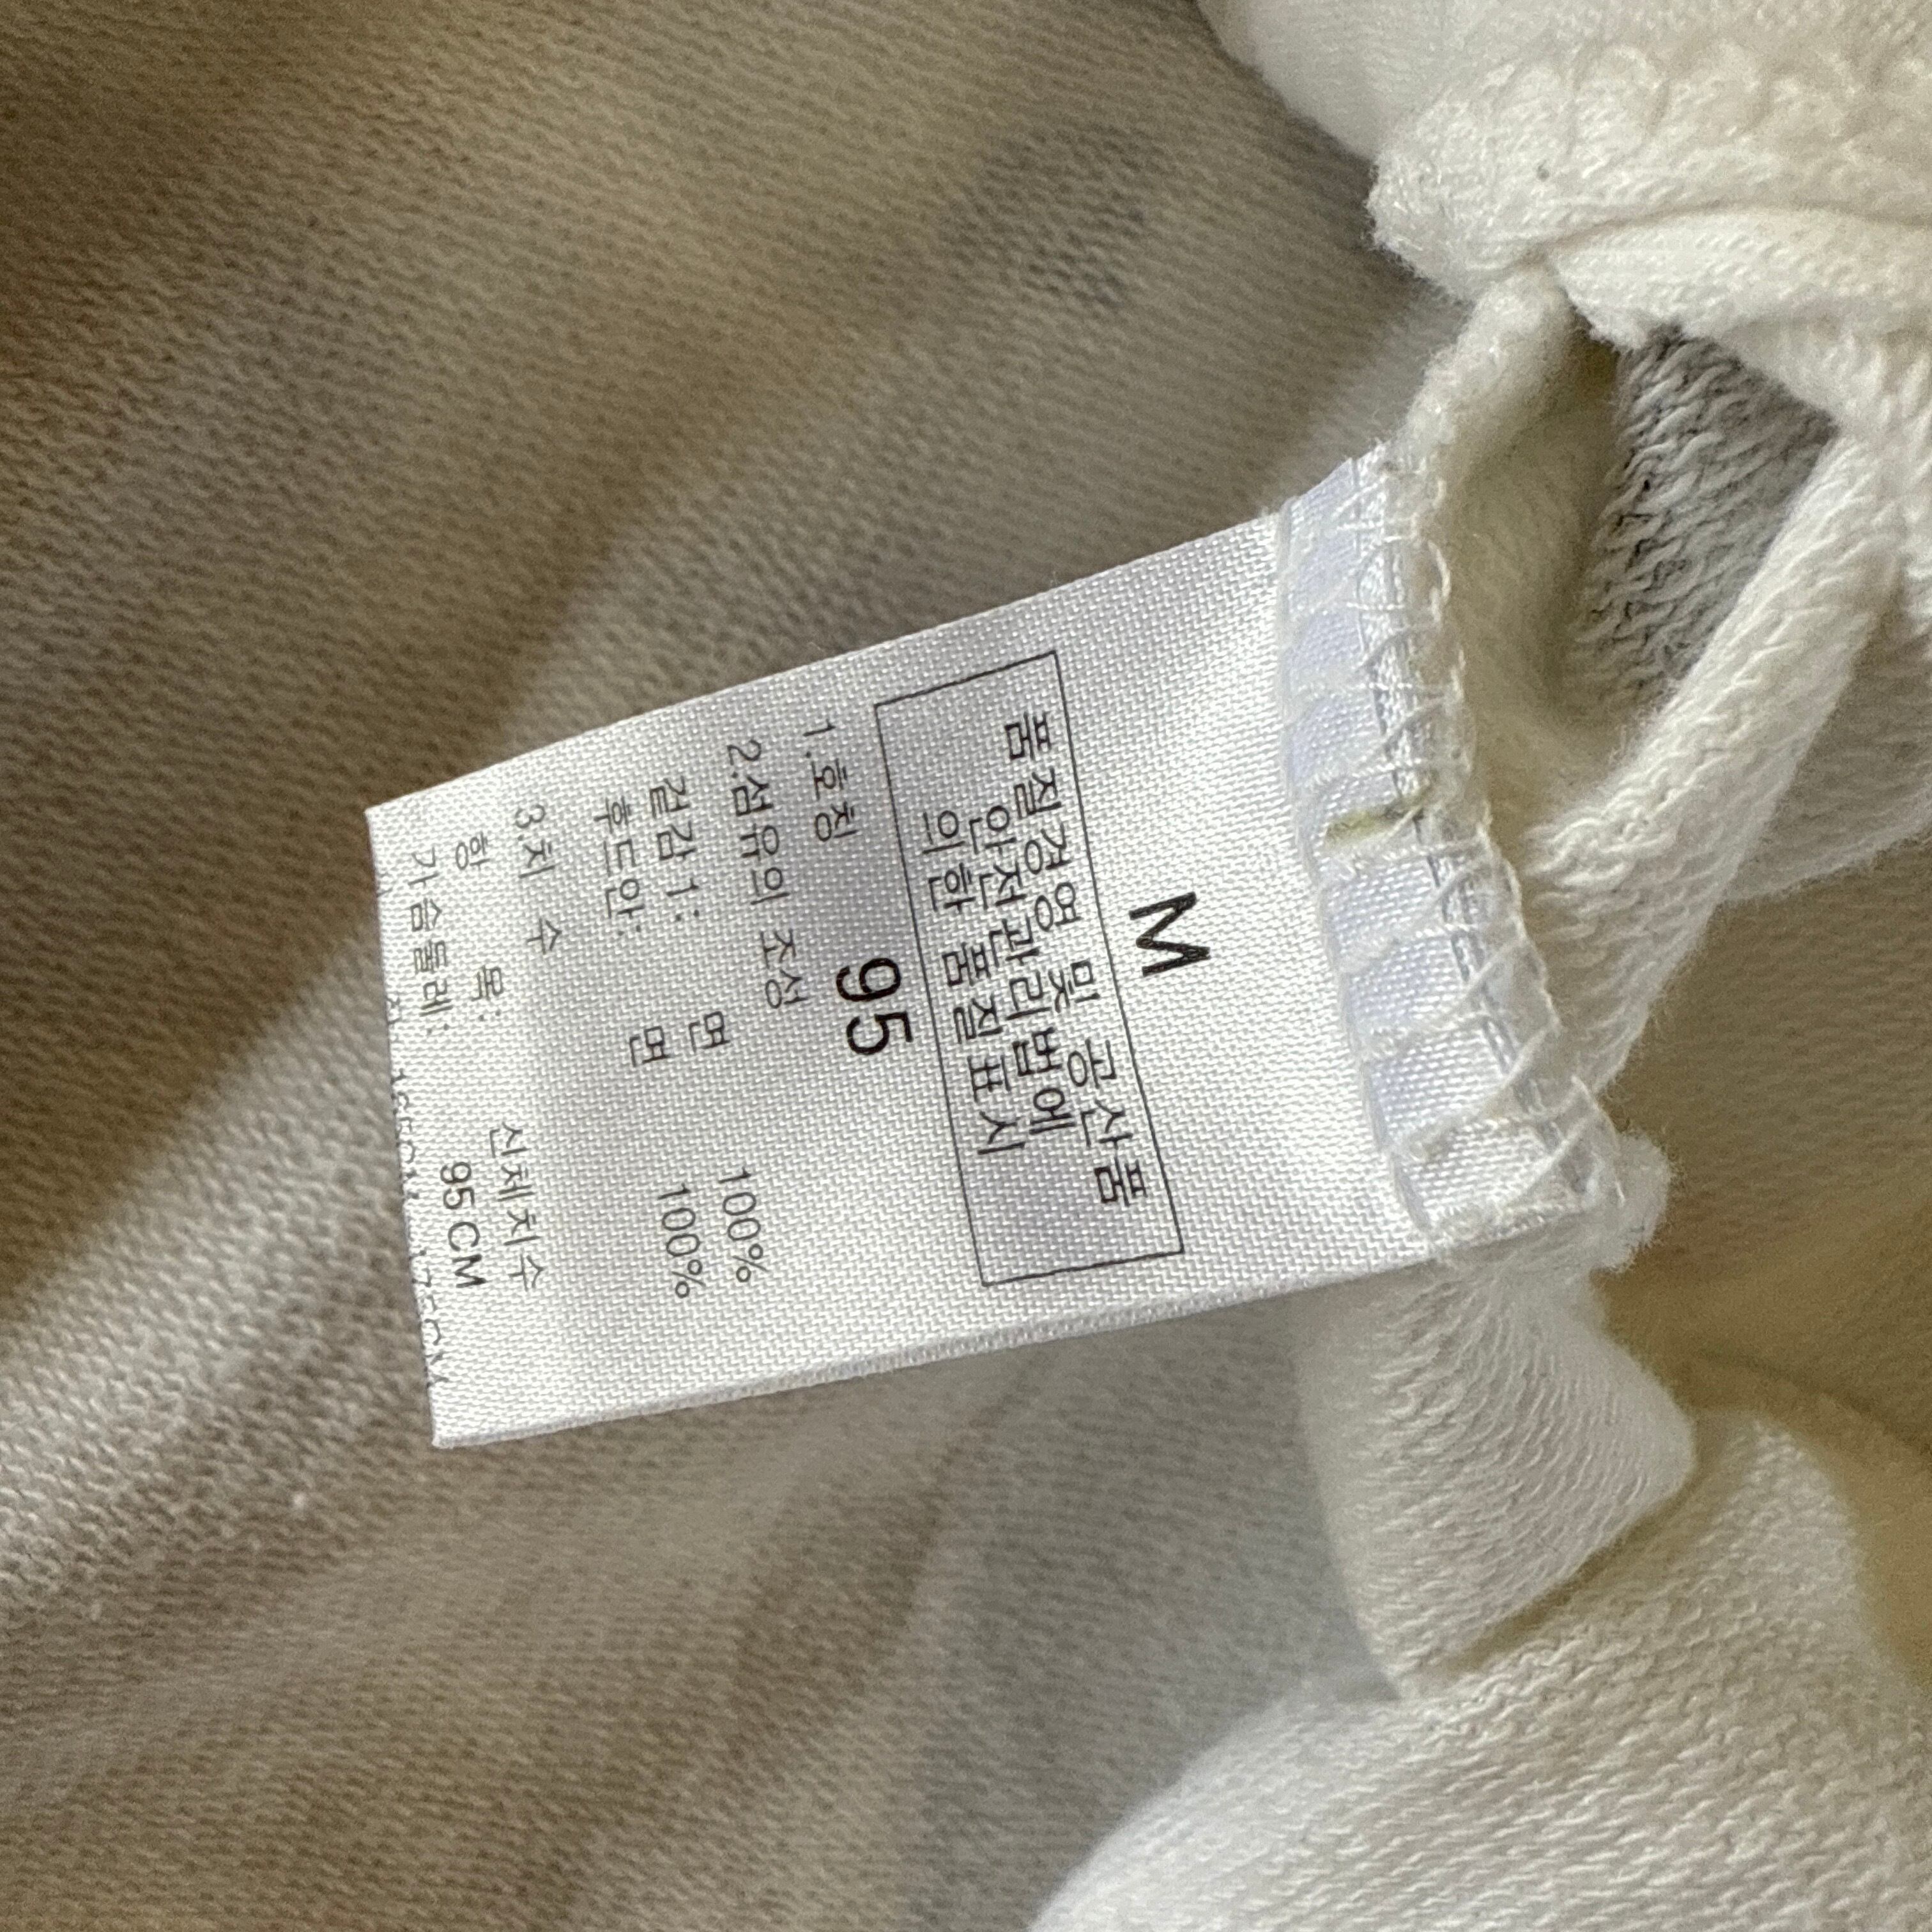 M
품질경영 및 공산품
안전관리법에
의한 품질표시
1.호칭 95
2.섬유의 조성
겉감1: 면 100%
후드안: 면 100%
3.치 수
항 목: 신체치수
가슴둘레: 95CM